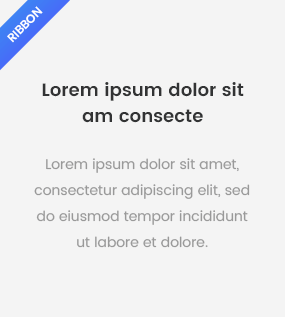 RIBBON
Lorem ipsum dolor sit
am consecte
Lorem ipsum dolor sit amet,
consectetur adipiscing elit, sed
do eiusmod tempor incididunt
ut labore et dolore.